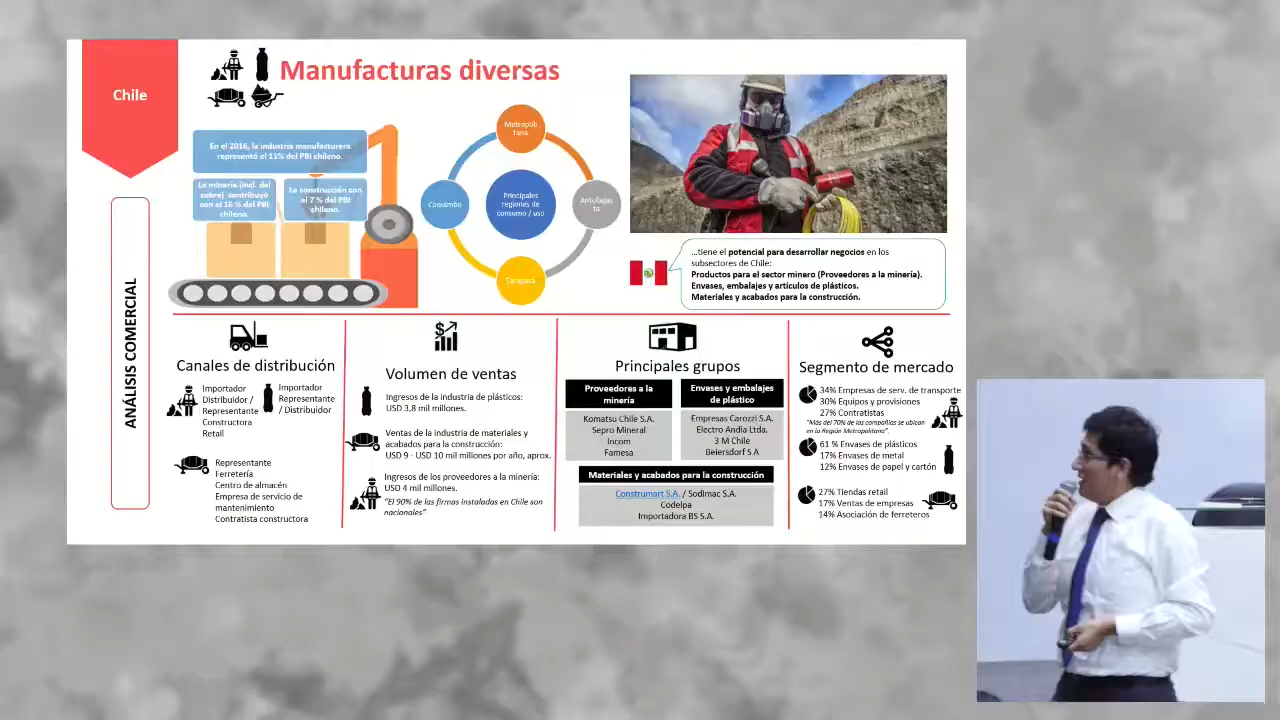 Chile
Manufacturas diversas
En el 2016, la industria manufacturera
representó el 11% del PBI chileno.
La minería (incl. del
cobre) contribuyó
con el 16 % del PBI
chileno.
La construcción con
el 7 % del PBI
chileno.
Metropoli
tana
Coquimbo
Principales
regiones de
consumo / uso
Antofagas
ta
Tarapacá
...tiene el potencial para desarrollar negocios en los
subsectores de Chile:
Productos para el sector minero (Proveedores a la minería).
Envases, embalajes y artículos de plásticos.
Materiales y acabados para la construcción.
ANÁLISIS COMERCIAL
Canales de distribución
Importador
Distribuidor /
Representante
Constructora
Retail
Importador
Representante
/ Distribuidor
Representante
Ferretería
Centro de almacén
Empresa de servicio de
mantenimiento
Contratista constructora
Volumen de ventas
Ingresos de la industria de plásticos:
USD 3,8 mil millones.
Ventas de la industria de materiales y
acabados para la construcción:
USD 9 - USD 10 mil millones por año, aprox.
Ingresos de los proveedores a la minería:
USD 4 mil millones.
"El 90% de las firmas instaladas en Chile son
nacionales"
Principales grupos
Proveedores a la
minería
Komatsu Chile S.A.
Sepro Mineral
Incom
Famesa
Envases y embalajes
de plástico
Empresas Carozzi S.A.
Electro Andia Ltda.
3 M Chile
Beiersdorf S A
Materiales y acabados para la construcción
Construmart S.A. / Sodimac S.A.
Codelpa
Importadora BS S.A.
Segmento de mercado
34% Empresas de serv. de transporte
30% Equipos y provisiones
27% Contratistas
"Más del 70% de las compañías se ubican
en la Región Metropolitana".
61 % Envases de plásticos
17% Envases de metal
12% Envases de papel y cartón
27% Tiendas retail
17% Ventas de empresas
14% Asociación de ferreteros